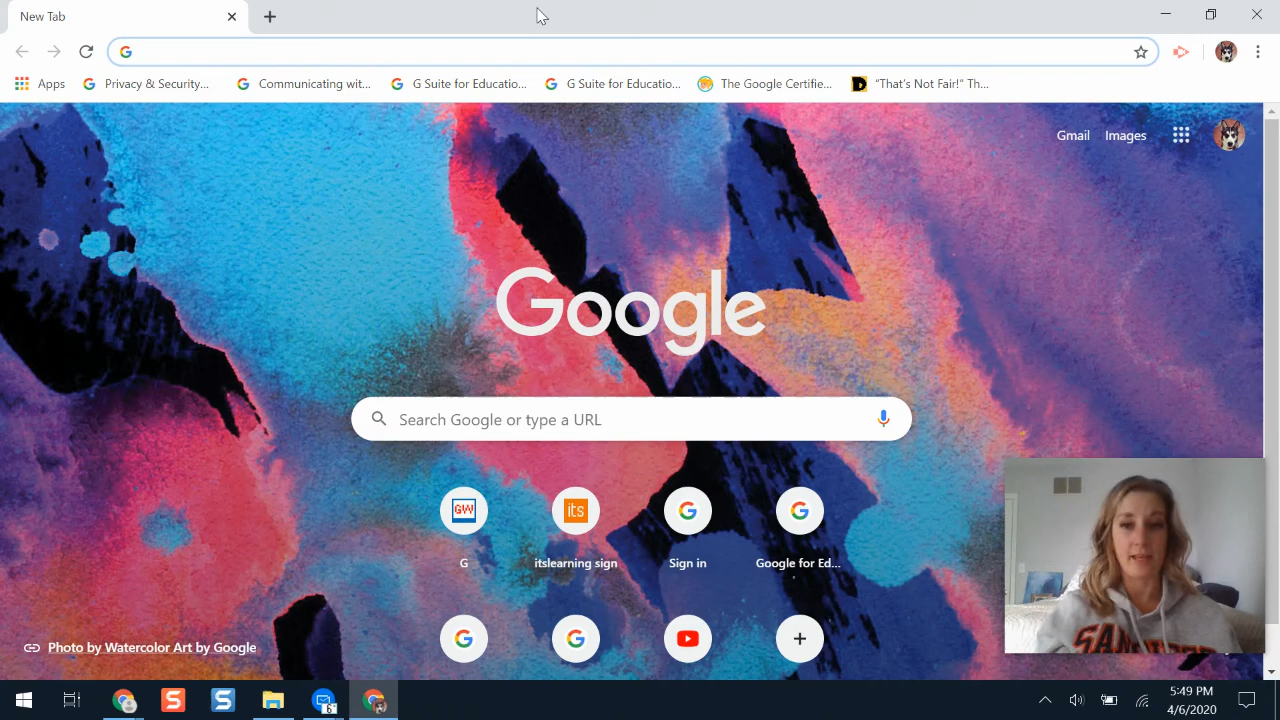 New Tab
Apps
Privacy & Security...
Communicating wit...
G Suite for Educatio...
G Suite for Educatio...
The Google Certifie...
"That's Not Fair!" Th...
Gmail
Images
Google
Search Google or type a URL
GW
its
G
itslearning sign
Sign in
Google for Ed...
Photo by Watercolor Art by Google
5:49 PM
4/6/2020